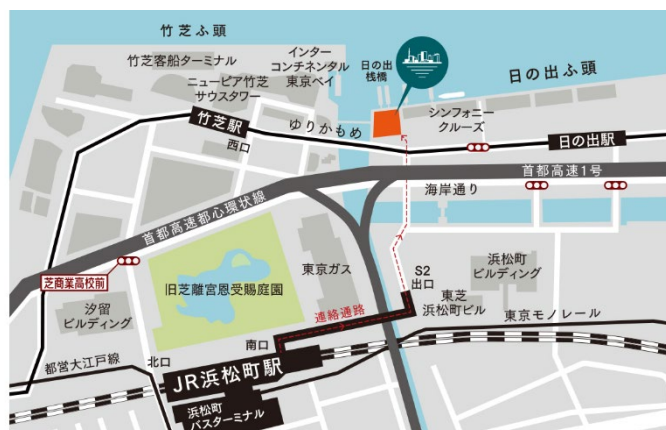 竹芝ふ頭
竹芝客船ターミナル
ニューピア竹芝
サウスタワー
インター
コンチネンタル
東京ベイ
日の出
桟橋
日の出ふ頭
シンフォニー
クルーズ
竹芝駅
西口
ゆりかもめ
日の出駅
首都高速1号
海岸通り
首都高速都心環状線
芝商業高校前
旧芝離宮恩賜庭園
東京ガス
S2
出口
浜松町
ビルディング
東芝
浜松町ビル
汐留
ビルディング
連絡通路
東京モノレール
都営大江戸線
北口
南口
JR浜松町駅
浜松町
バスターミナル